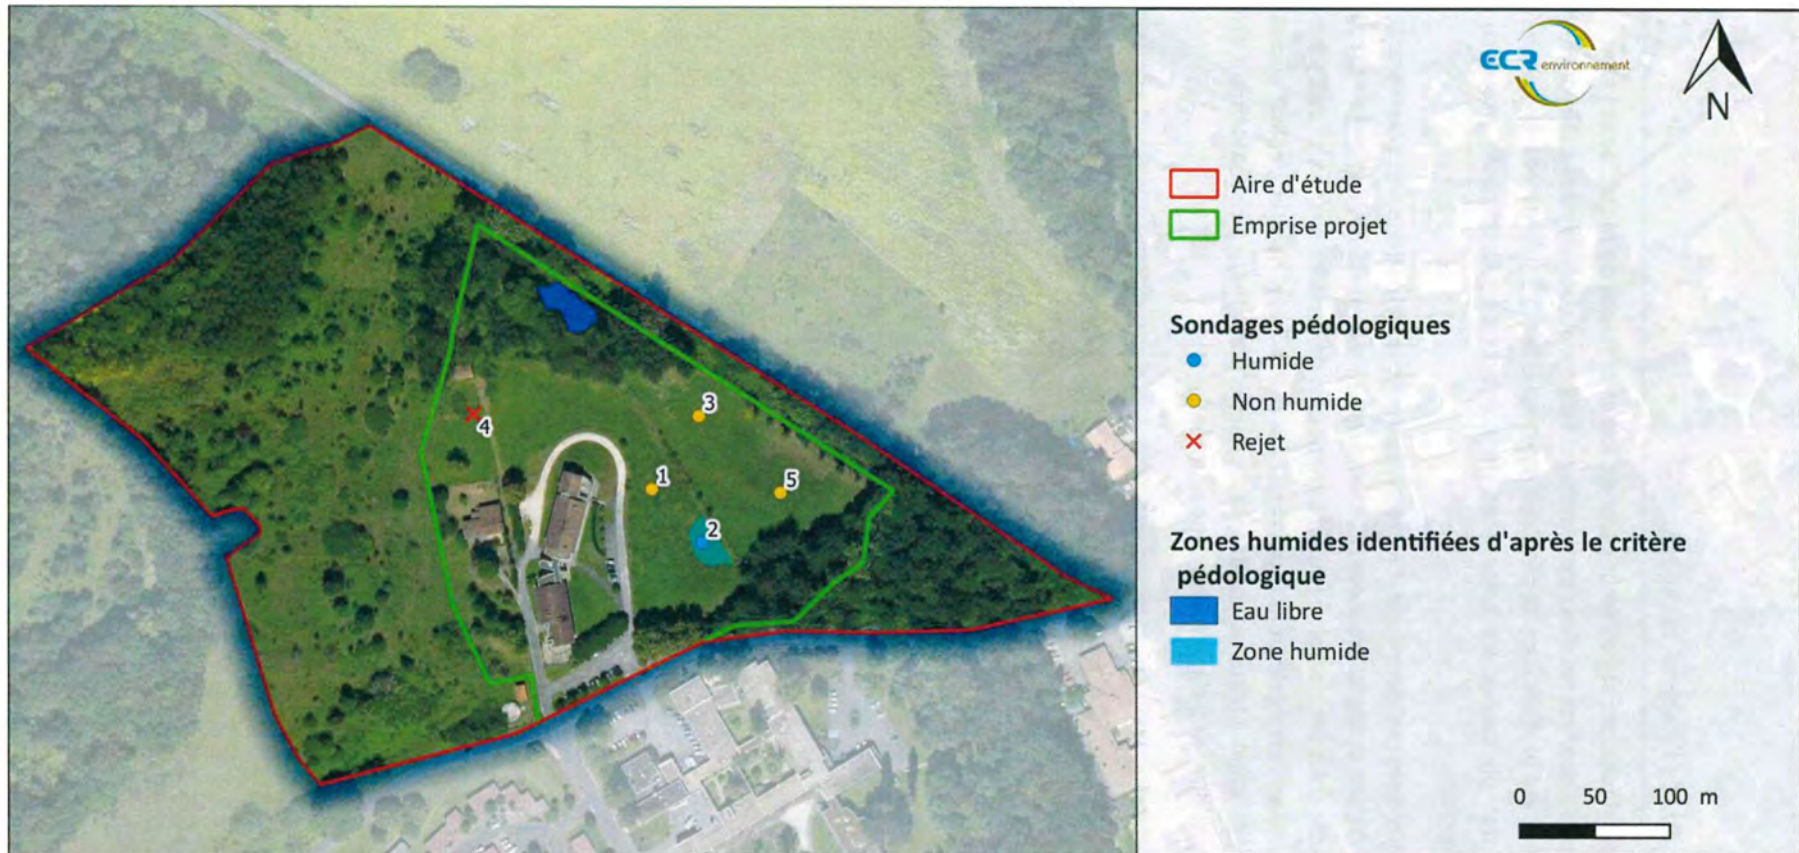 ECR environnement
N
Aire d'étude
Emprise projet
Sondages pédologiques
Humide
Non humide
Rejet
Zones humides identifiées d'après le critère
pédologique
Eau libre
Zone humide
0 50 100 m
3
4
1
5
2